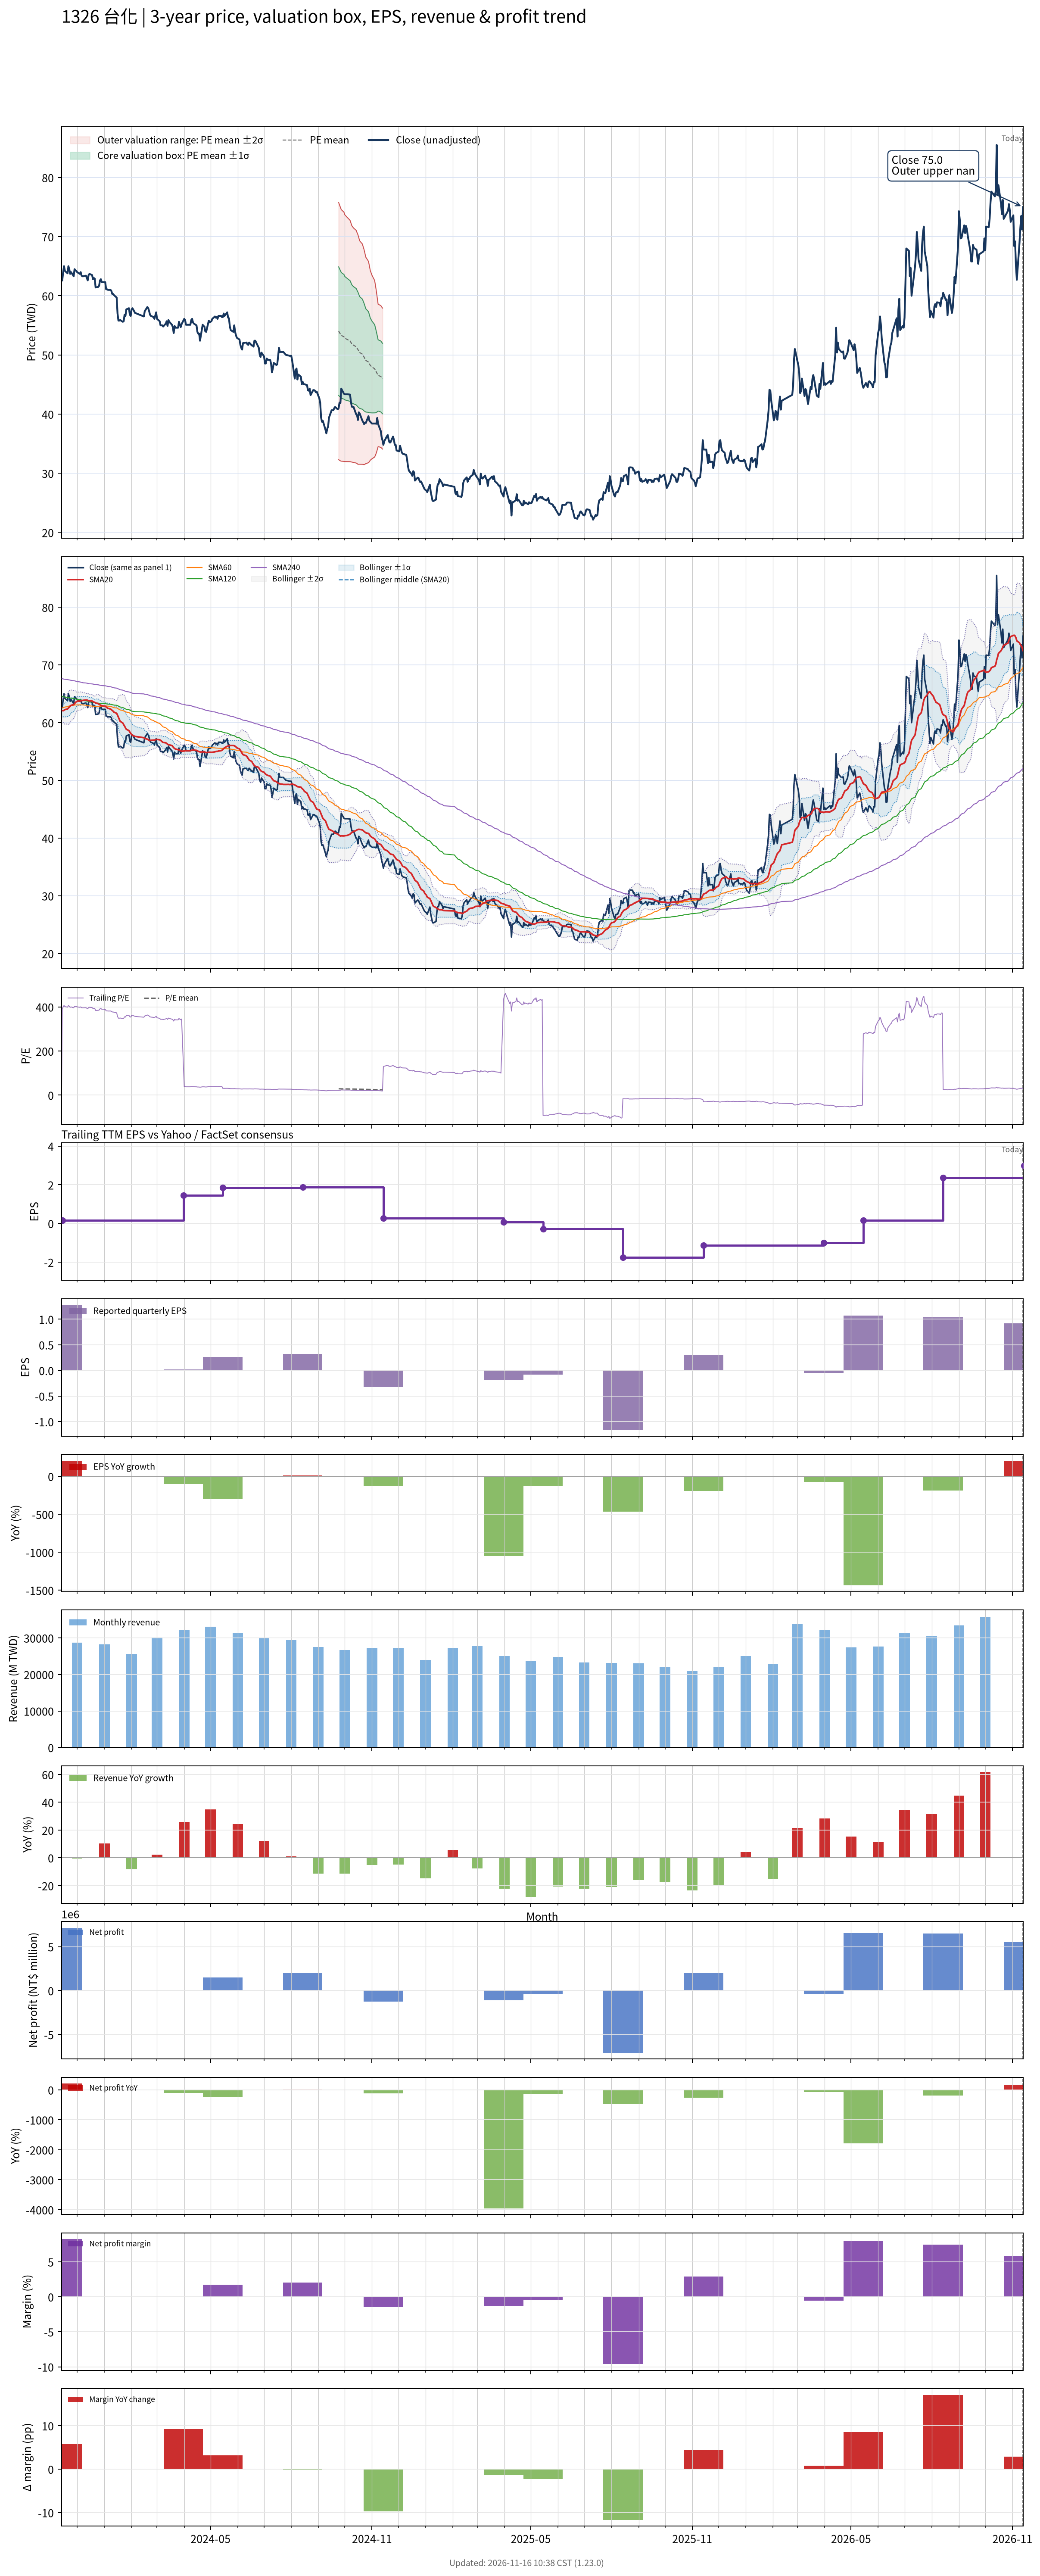 1326 台化 | 3-year price, valuation box, EPS, revenue & profit trend
Outer valuation range: PE mean ±2σ
Core valuation box: PE mean ±1σ
PE mean
Close (unadjusted)
Today
Close 75.0
Outer upper nan
Price (TWD)
80
70
60
50
40
30
20
Close (same as panel 1)
SMA20
SMA60
SMA120
SMA240
Bollinger ±2σ
Bollinger ±1σ
Bollinger middle (SMA20)
Price
80
70
60
50
40
30
20
Trailing P/E
P/E mean
P/E
400
200
0
Trailing TTM EPS vs Yahoo / FactSet consensus
Today
EPS
4
2
0
-2
Reported quarterly EPS
EPS
1.0
0.5
0.0
-0.5
-1.0
EPS YoY growth
YoY (%)
0
-500
-1000
-1500
Monthly revenue
Revenue (M TWD)
30000
20000
10000
0
Revenue YoY growth
YoY (%)
60
40
20
0
-20
Month
1e6
Net profit
Net profit (NT$ million)
5
0
-5
Net profit YoY
YoY (%)
0
-1000
-2000
-3000
-4000
Net profit margin
Margin (%)
5
0
-5
-10
Margin YoY change
Δ margin (pp)
10
0
-10
2024-05
2024-11
2025-05
2025-11
2026-05
2026-11
Updated: 2026-11-16 10:38 CST (1.23.0)